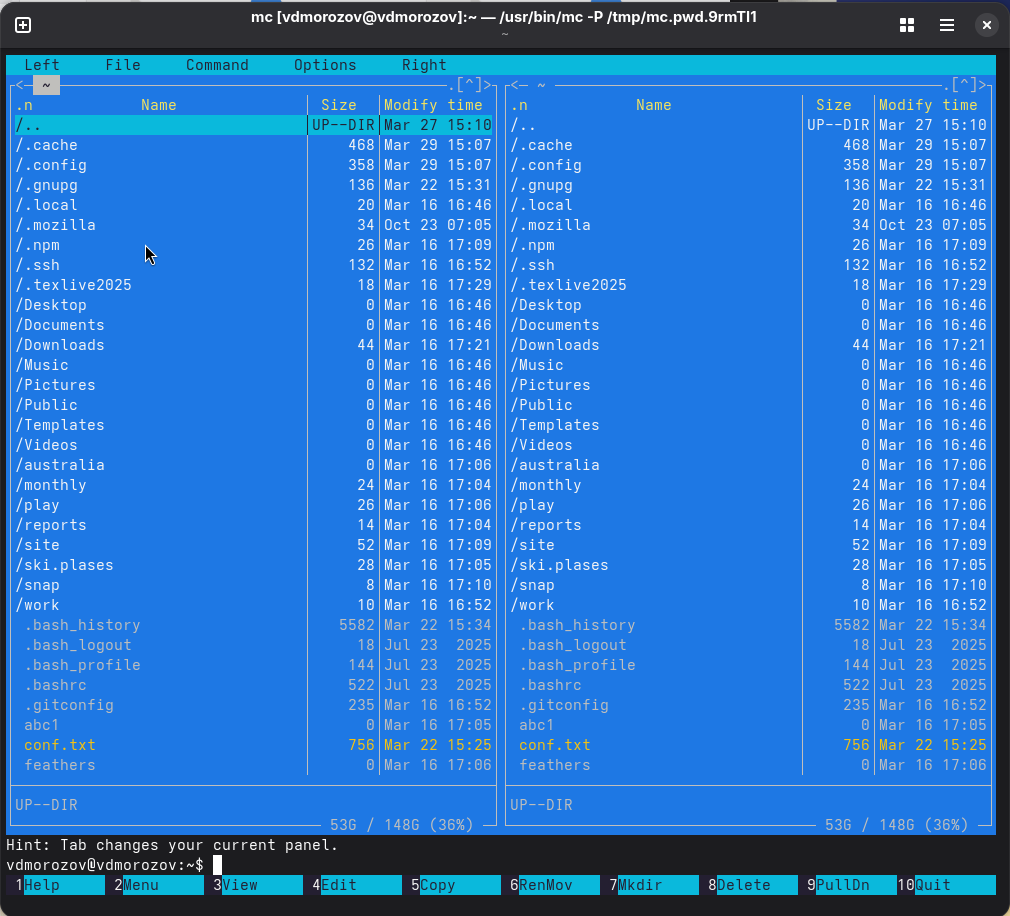 mc [vdmorozov@vdmorozov]:~ — /usr/bin/mc -P /tmp/mc.pwd.9rmTl1
~
Left File Command Options Right
<— ~ .[^]> <— ~ .[^]>
.n Name Size Modify time .n Name Size Modify time
/.. UP--DIR Mar 27 15:10 /.. UP--DIR Mar 27 15:10
/.cache 468 Mar 29 15:07 /.cache 468 Mar 29 15:07
/.config 358 Mar 29 15:07 /.config 358 Mar 29 15:07
/.gnupg 136 Mar 22 15:31 /.gnupg 136 Mar 22 15:31
/.local 20 Mar 16 16:46 /.local 20 Mar 16 16:46
/.mozilla 34 Oct 23 07:05 /.mozilla 34 Oct 23 07:05
/.npm 26 Mar 16 17:09 /.npm 26 Mar 16 17:09
/.ssh 132 Mar 16 16:52 /.ssh 132 Mar 16 16:52
/.texlive2025 18 Mar 16 17:29 /.texlive2025 18 Mar 16 17:29
/Desktop 0 Mar 16 16:46 /Desktop 0 Mar 16 16:46
/Documents 0 Mar 16 16:46 /Documents 0 Mar 16 16:46
/Downloads 44 Mar 16 17:21 /Downloads 44 Mar 16 17:21
/Music 0 Mar 16 16:46 /Music 0 Mar 16 16:46
/Pictures 0 Mar 16 16:46 /Pictures 0 Mar 16 16:46
/Public 0 Mar 16 16:46 /Public 0 Mar 16 16:46
/Templates 0 Mar 16 16:46 /Templates 0 Mar 16 16:46
/Videos 0 Mar 16 16:46 /Videos 0 Mar 16 16:46
/australia 0 Mar 16 17:06 /australia 0 Mar 16 17:06
/monthly 24 Mar 16 17:04 /monthly 24 Mar 16 17:04
/play 26 Mar 16 17:06 /play 26 Mar 16 17:06
/reports 14 Mar 16 17:04 /reports 14 Mar 16 17:04
/site 52 Mar 16 17:09 /site 52 Mar 16 17:09
/ski.plases 28 Mar 16 17:05 /ski.plases 28 Mar 16 17:05
/snap 8 Mar 16 17:10 /snap 8 Mar 16 17:10
/work 10 Mar 16 16:52 /work 10 Mar 16 16:52
.bash_history 5582 Mar 22 15:34 .bash_history 5582 Mar 22 15:34
.bash_logout 18 Jul 23 2025 .bash_logout 18 Jul 23 2025
.bash_profile 144 Jul 23 2025 .bash_profile 144 Jul 23 2025
.bashrc 522 Jul 23 2025 .bashrc 522 Jul 23 2025
.gitconfig 235 Mar 16 16:52 .gitconfig 235 Mar 16 16:52
abc1 0 Mar 16 17:05 abc1 0 Mar 16 17:05
conf.txt 756 Mar 22 15:25 conf.txt 756 Mar 22 15:25
feathers 0 Mar 16 17:06 feathers 0 Mar 16 17:06
UP--DIR UP--DIR
53G / 148G (36%) 53G / 148G (36%)
Hint: Tab changes your current panel.
vdmorozov@vdmorozov:~$
1Help 2Menu 3View 4Edit 5Copy 6RenMov 7Mkdir 8Delete 9PullDn 10Quit